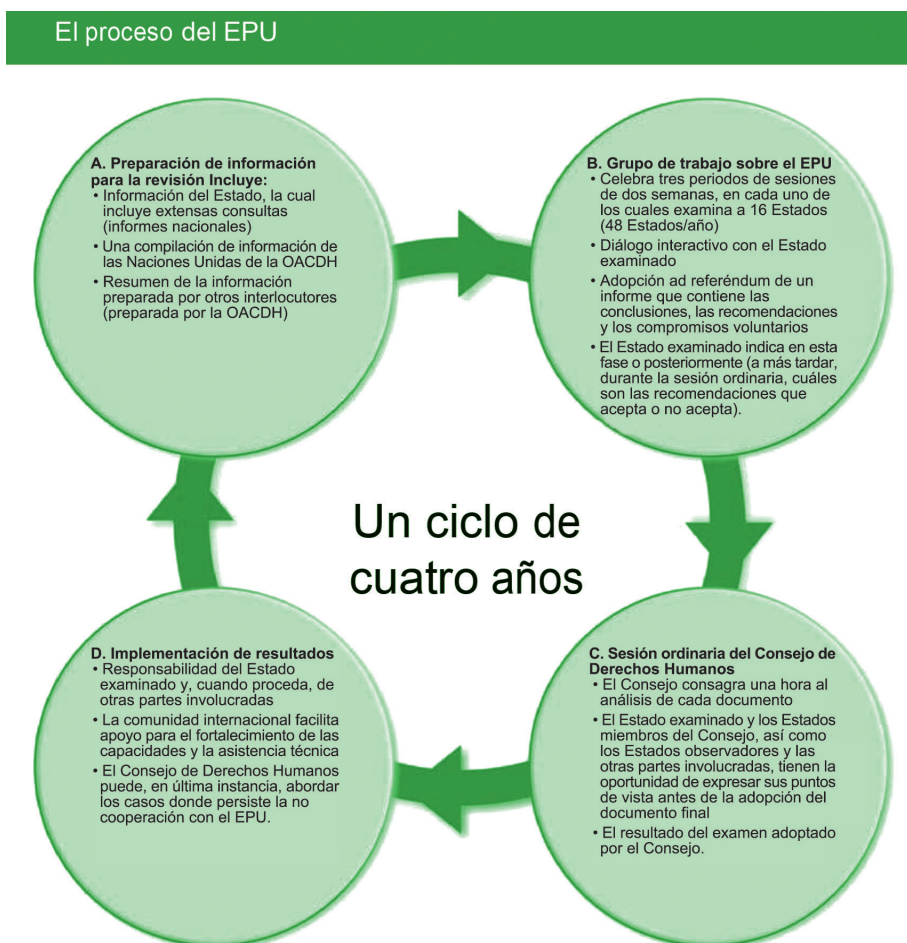 El proceso del EPU
A. Preparación de información
para la revisión Incluye:
• Información del Estado, la cual
incluye extensas consultas
(informes nacionales)
• Una compilación de información de
las Naciones Unidas de la OACDH
• Resumen de la información
preparada por otros interlocutores
(preparada por la OACDH)
B. Grupo de trabajo sobre el EPU
• Celebra tres periodos de sesiones
de dos semanas, en cada uno de
los cuales examina a 16 Estados
(48 Estados/año)
• Diálogo interactivo con el Estado
examinado
• Adopción ad referéndum de un
informe que contiene las
conclusiones, las recomendaciones
y los compromisos voluntarios
• El Estado examinado indica en esta
fase o posteriormente (a más tardar,
durante la sesión ordinaria, cuáles
son las recomendaciones que
acepta o no acepta).
Un ciclo de
cuatro años
D. Implementación de resultados
• Responsabilidad del Estado
examinado y, cuando proceda, de
otras partes involucradas
• La comunidad internacional facilita
apoyo para el fortalecimiento de las
capacidades y la asistencia técnica
• El Consejo de Derechos Humanos
puede, en última instancia, abordar
los casos donde persiste la no
cooperación con el EPU.
C. Sesión ordinaria del Consejo de
Derechos Humanos
• El Consejo consagra una hora al
análisis de cada documento
• El Estado examinado y los Estados
miembros del Consejo, así como
los Estados observadores y las
otras partes involucradas, tienen la
oportunidad de expresar sus puntos
de vista antes de la adopción del
documento final
• El resultado del examen adoptado
por el Consejo.